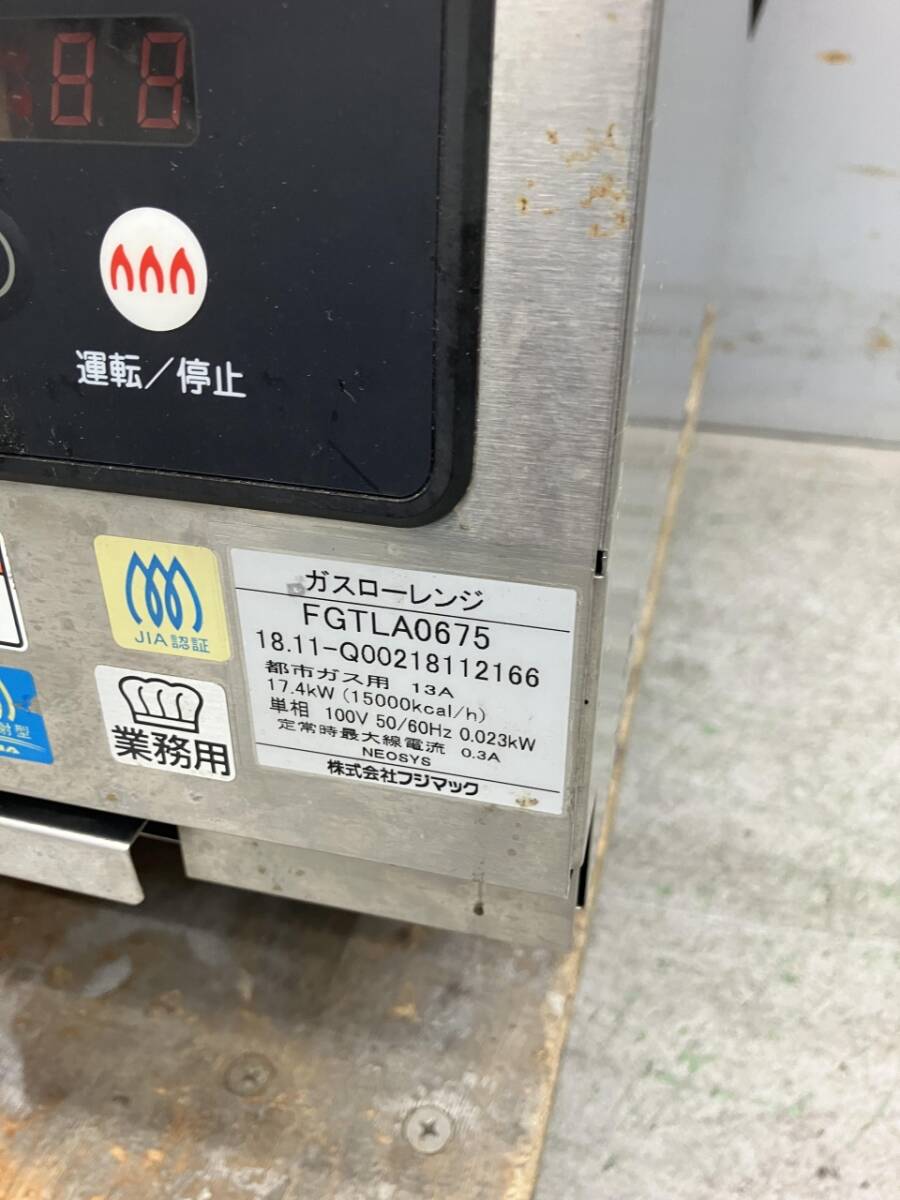 88
運転／停止
JIA認証
業務用
ガスローレンジ
FGTLA0675
18.11-Q00218112166
都市ガス用 13A
17.4kW (15000kcal/h)
単相 100V 50/60Hz 0.023kW
定常時最大線電流 0.3A
NEOSYS
株式会社フジマック